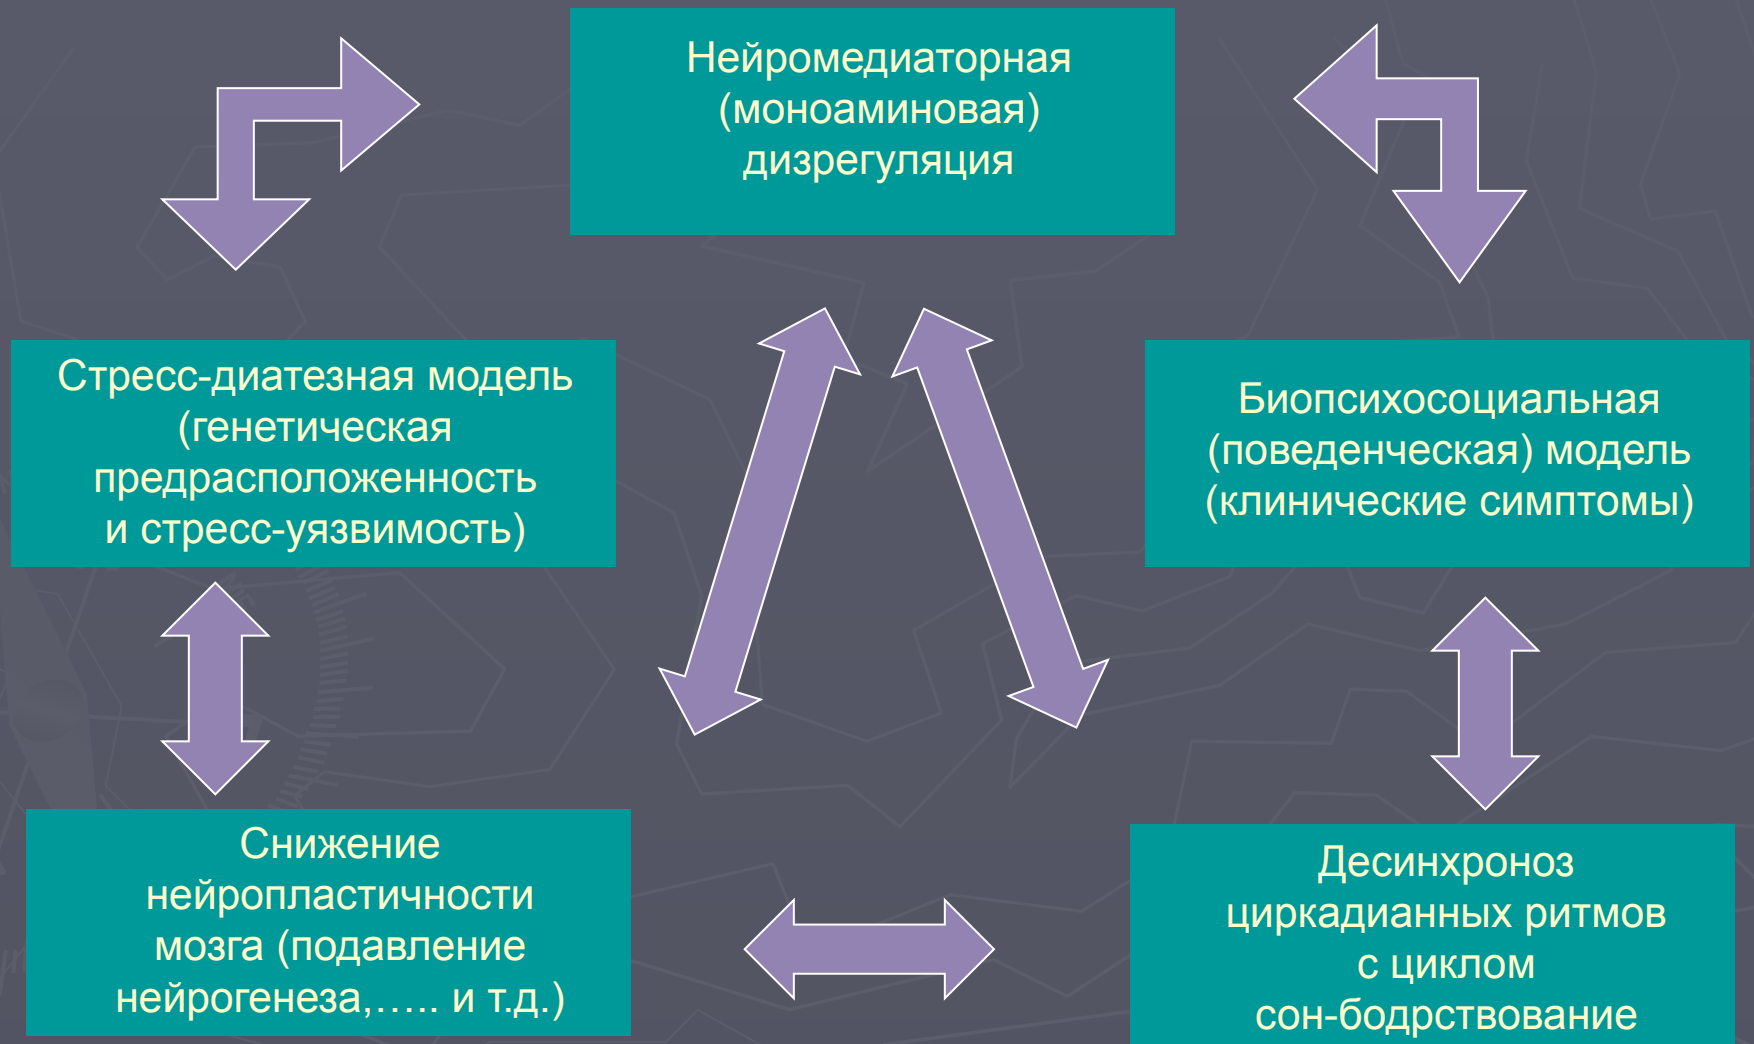 Нейромедиаторная
(моноаминовая)
дизрегуляция
Стресс-диатезная модель
(генетическая
предрасположенность
и стресс-уязвимость)
Биопсихосоциальная
(поведенческая) модель
(клинические симптомы)
Снижение
нейропластичности
мозга (подавление
нейрогенеза,….. и т.д.)
Десинхроноз
циркадианных ритмов
с циклом
сон-бодрствование